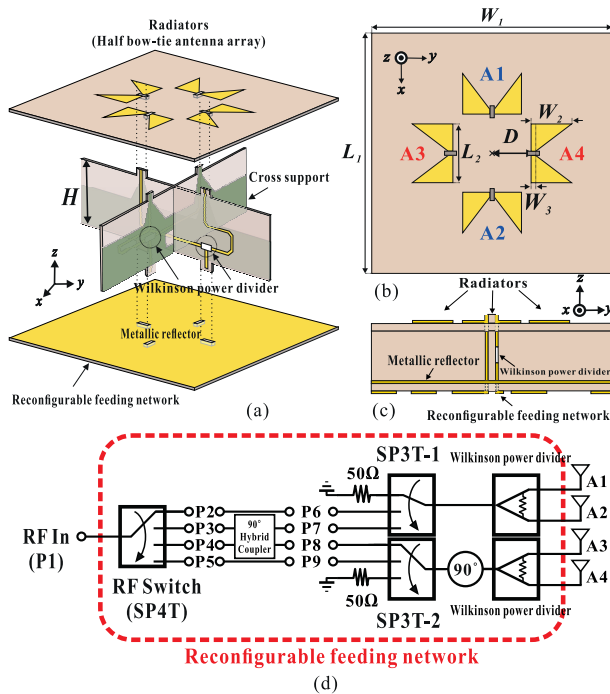 Radiators
(Half bow-tie antenna array)
(a)
H
Cross support
Wilkinson power divider
z
y
x
Metallic reflector
Reconfigurable feeding network
W1
(b)
z
y
x
A1
W2
D
A3
L2
A4
L1
W3
A2
Radiators
z
x
y
Metallic reflector
Wilkinson power divider
(c)
Reconfigurable feeding network
SP3T-1
Wilkinson power divider
50Ω
A1
P2
P6
A2
RF In
P3
90°
Hybrid
Coupler
P7
(P1)
P4
P8
A3
P5
P9
90°
A4
RF Switch
(SP4T)
50Ω
SP3T-2
Wilkinson power divider
Reconfigurable feeding network
(d)